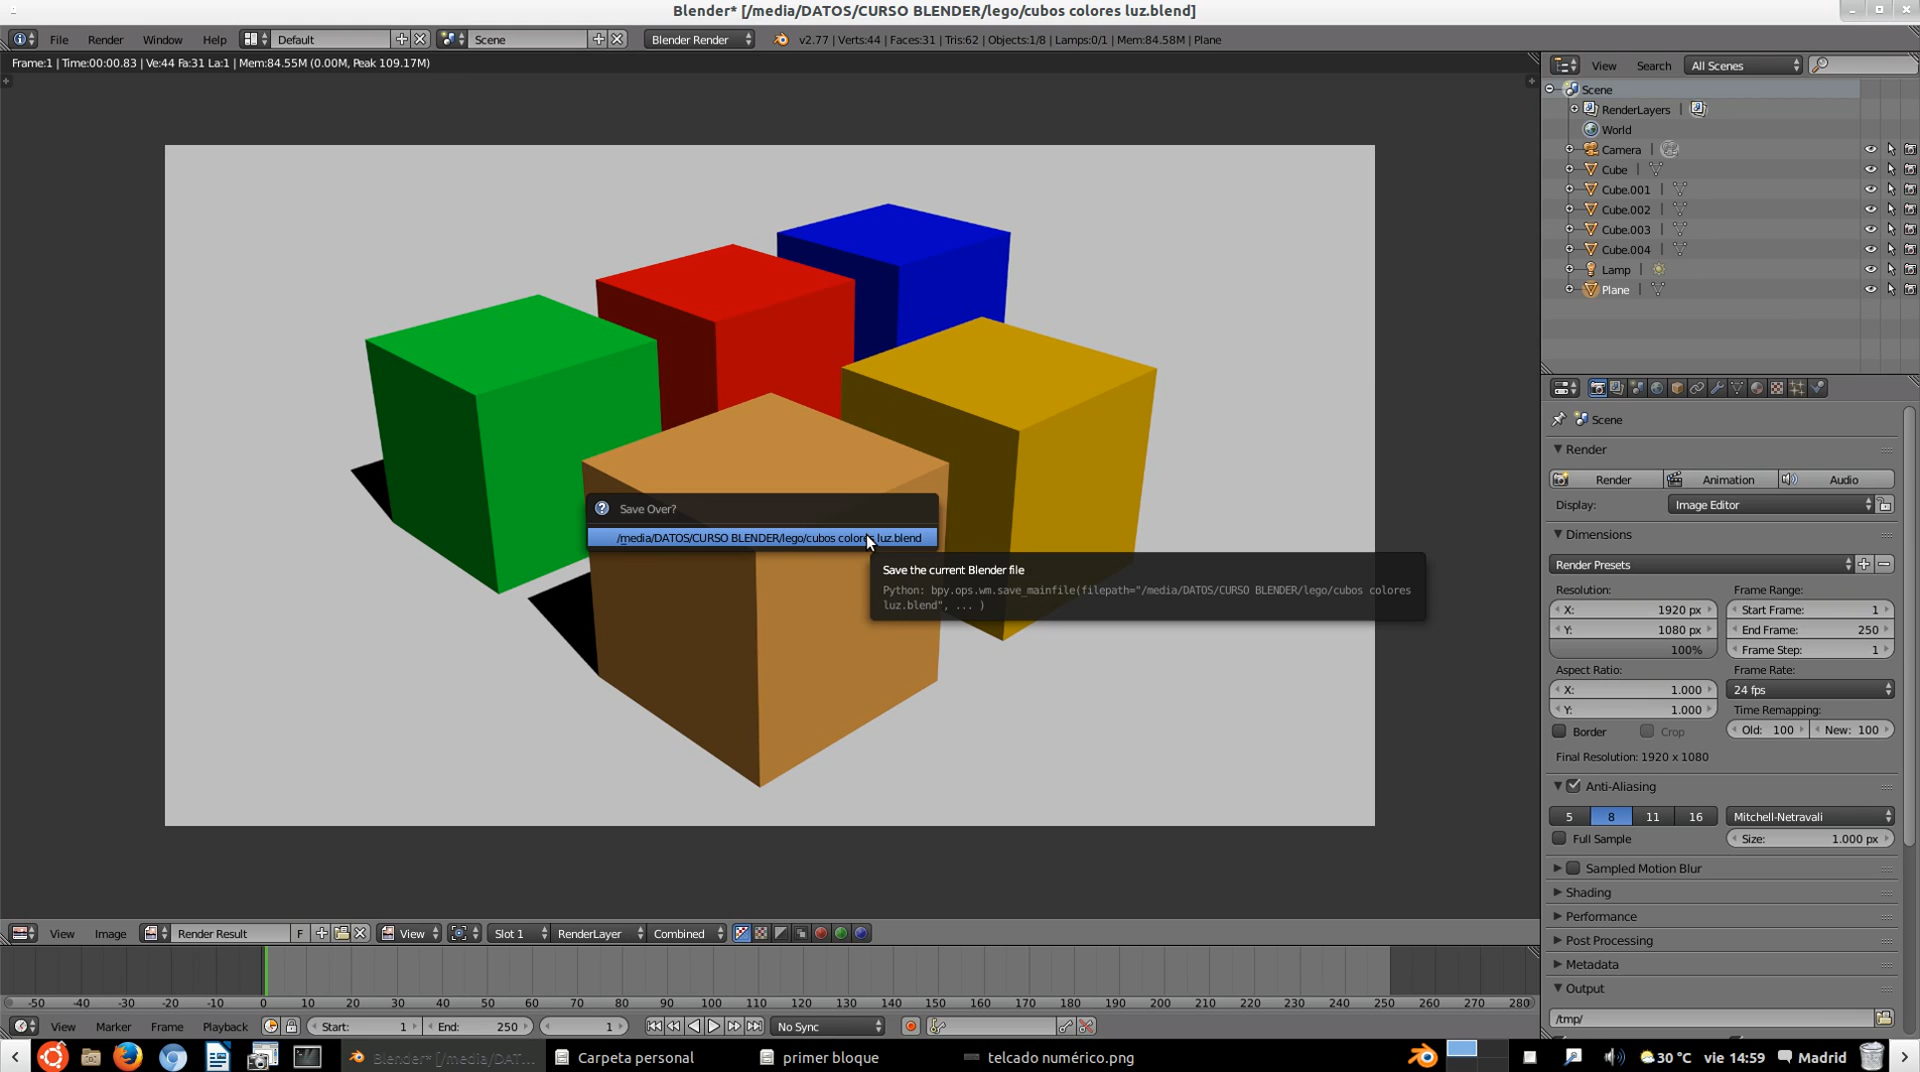 Blender* [/media/DATOS/CURSO BLENDER/lego/cubos colores luz.blend]
File Render Window Help Default Scene Blender Render v2.77 | Verts:44 | Faces:31 | Tris:62 | Objects:1/8 | Lamps:0/1 | Mem:84.58M | Plane
Frame:1 | Time:00:00.83 | Ve:44 Fa:31 La:1 | Mem:84.55M (0.00M, Peak 109.17M)
View Search All Scenes
Scene
RenderLayers
World
Camera
Cube
Cube.001
Cube.002
Cube.003
Cube.004
Lamp
Plane
Scene
Render
Render Animation Audio
Display: Image Editor
Dimensions
Render Presets
Resolution: Frame Range:
X: 1920 px Start Frame: 1
Y: 1080 px End Frame: 250
100% Frame Step: 1
Aspect Ratio: Frame Rate:
X: 1.000 24 fps
Y: 1.000 Time Remapping:
Border Crop Old: 100 New: 100
Final Resolution: 1920 x 1080
Anti-Aliasing
5 8 11 16 Mitchell-Netravali
Full Sample Size: 1.000 px
Sampled Motion Blur
Shading
Performance
Post Processing
Metadata
Output
/tmp/
Save Over?
/media/DATOS/CURSO BLENDER/lego/cubos colores luz.blend
Save the current Blender file
Python: bpy.ops.wm.save_mainfile(filepath="/media/DATOS/CURSO BLENDER/lego/cubos colores
luz.blend", ... )
View Image Render Result F View Slot 1 RenderLayer Combined
-50 -40 -30 -20 -10 0 10 20 30 40 50 60 70 80 90 100 110 120 130 140 150 160 170 180 190 200 210 220 230 240 250 260 270 280
View Marker Frame Playback Start: 1 End: 250 1 No Sync
Blender* [/media/DAT... Carpeta personal primer bloque telcado numérico.png 30 °C vie 14:59 Madrid